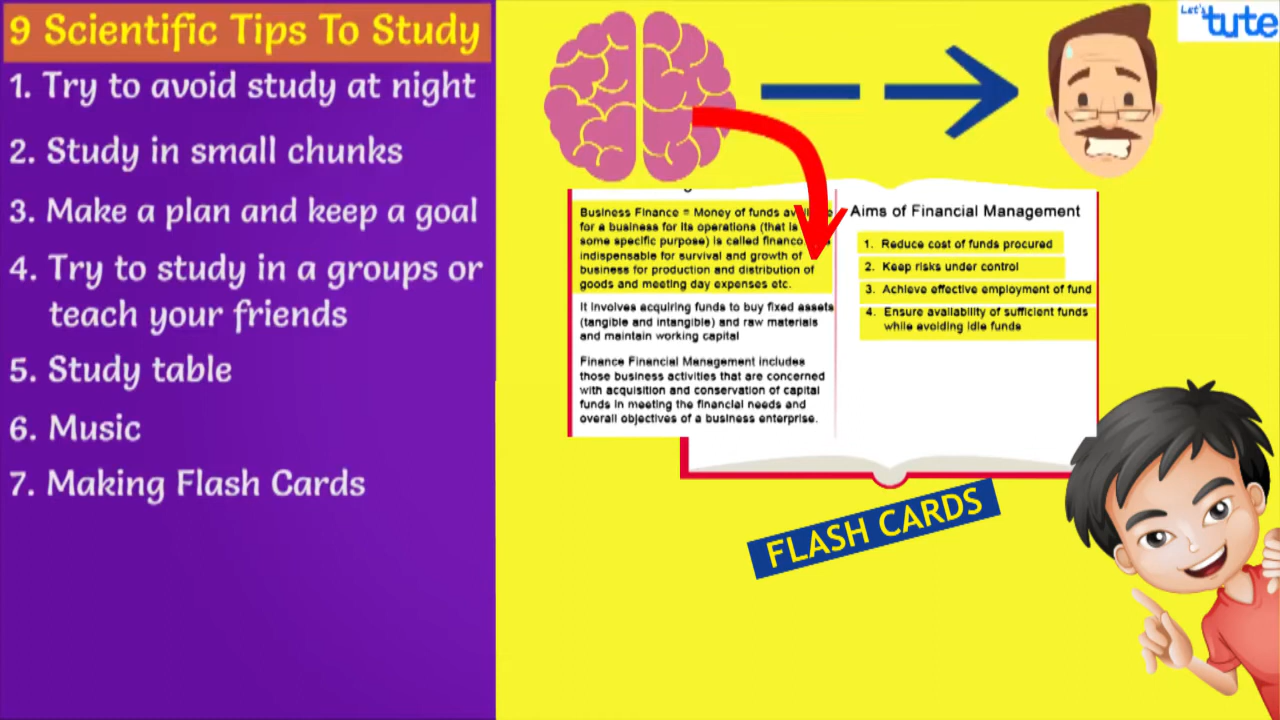 9 Scientific Tips To Study
1. Try to avoid study at night
2. Study in small chunks
3. Make a plan and keep a goal
4. Try to study in a groups or
teach your friends
5. Study table
6. Music
7. Making Flash Cards
Let's
tute
Business Finance = Money of funds
for a business for its operations (that is
some specific purpose) is called
indispensable for survival and growth of
business for production and distribution of
goods and meeting day expenses etc.
It involves acquiring funds to buy fixed assets
(tangible and intangible) and raw materials
and maintain working capital
Finance Financial Management includes
those business activities that are concerned
with acquisition and conservation of capital
funds in meeting the financial needs and
overall objectives of a business enterprise.
Aims of Financial Management
1. Reduce cost of funds procured
2. Keep risks under control
3. Achieve effective employment of fund
4. Ensure availability of sufficient funds
while avoiding idle funds
FLASH CARDS